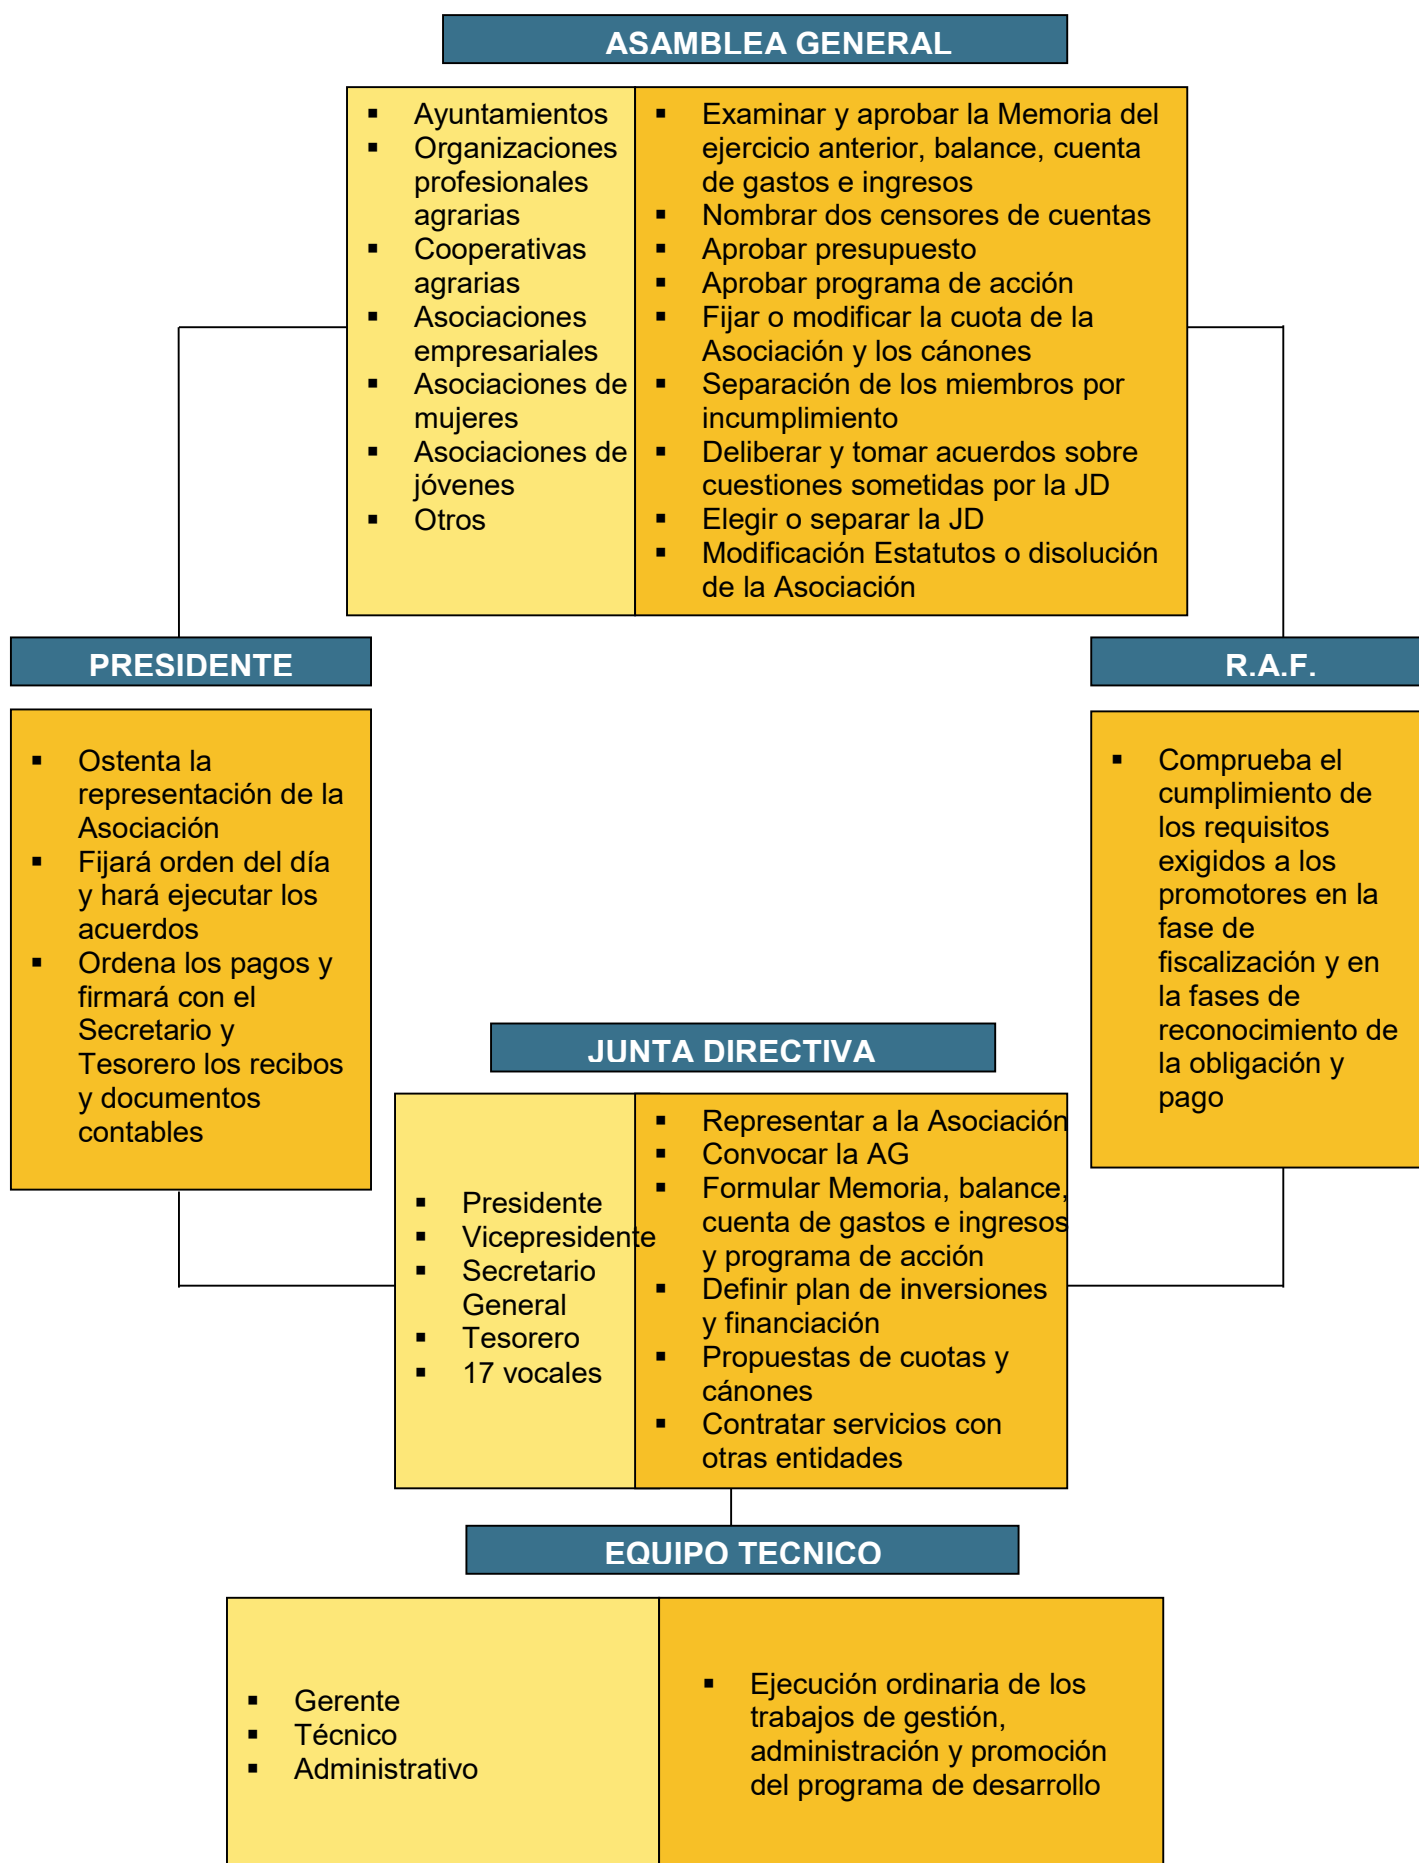 ASAMBLEA GENERAL
▪ Ayuntamientos
▪ Organizaciones
profesionales
agrarias
▪ Cooperativas
agrarias
▪ Asociaciones
empresariales
▪ Asociaciones de
mujeres
▪ Asociaciones de
jóvenes
▪ Otros
▪ Examinar y aprobar la Memoria del
ejercicio anterior, balance, cuenta
de gastos e ingresos
▪ Nombrar dos censores de cuentas
▪ Aprobar presupuesto
▪ Aprobar programa de acción
▪ Fijar o modificar la cuota de la
Asociación y los cánones
▪ Separación de los miembros por
incumplimiento
▪ Deliberar y tomar acuerdos sobre
cuestiones sometidas por la JD
▪ Elegir o separar la JD
▪ Modificación Estatutos o disolución
de la Asociación
PRESIDENTE
▪ Ostenta la
representación de la
Asociación
▪ Fijará orden del día
y hará ejecutar los
acuerdos
▪ Ordena los pagos y
firmará con el
Secretario y
Tesorero los recibos
y documentos
contables
R.A.F.
▪ Comprueba el
cumplimiento de
los requisitos
exigidos a los
promotores en la
fase de
fiscalización y en
la fases de
reconocimiento de
la obligación y
pago
JUNTA DIRECTIVA
▪ Presidente
▪ Vicepresidente
▪ Secretario
General
▪ Tesorero
▪ 17 vocales
▪ Representar a la Asociación
▪ Convocar la AG
▪ Formular Memoria, balance,
cuenta de gastos e ingresos
y programa de acción
▪ Definir plan de inversiones
y financiación
▪ Propuestas de cuotas y
cánones
▪ Contratar servicios con
otras entidades
EQUIPO TECNICO
▪ Gerente
▪ Técnico
▪ Administrativo
▪ Ejecución ordinaria de los
trabajos de gestión,
administración y promoción
del programa de desarrollo